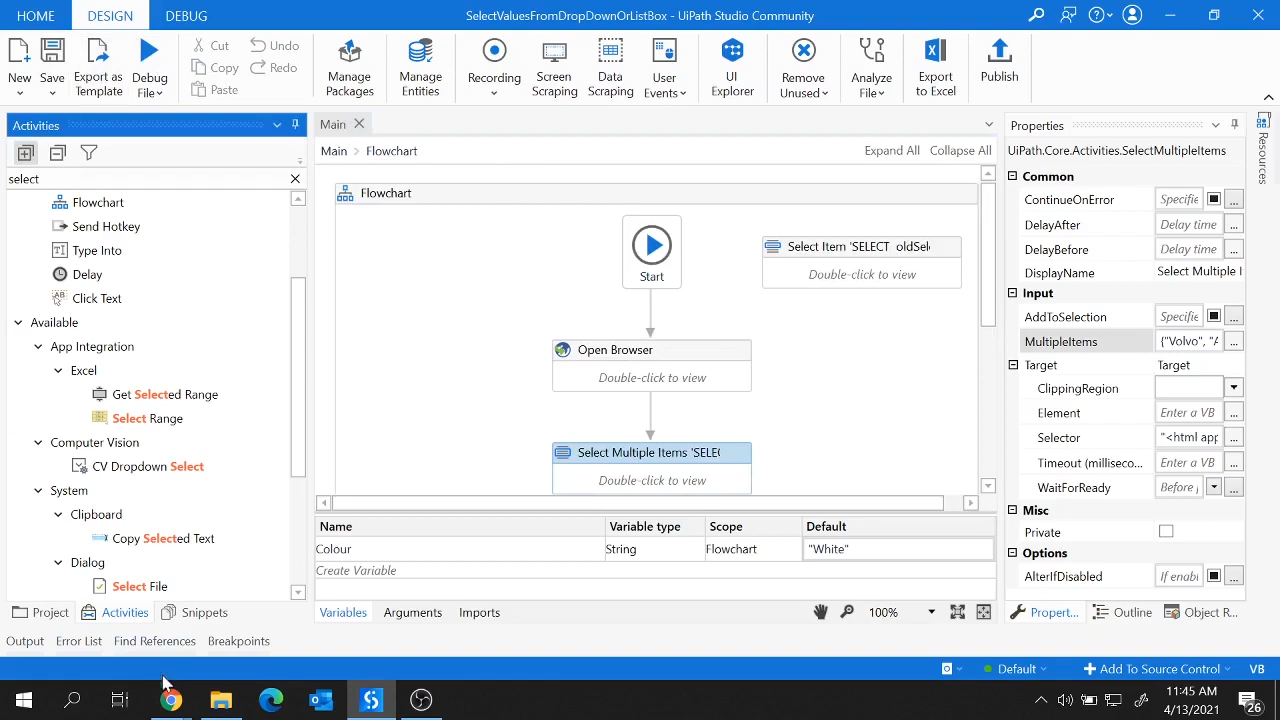 HOME
DESIGN
DEBUG
SelectValuesFromDropDownOrListBox - UiPath Studio Community
New
Save
Export as Template
Debug File
Cut
Copy
Paste
Undo
Redo
Manage Packages
Manage Entities
Recording
Screen Scraping
Data Scraping
User Events
UI Explorer
Remove Unused
Analyze File
Export to Excel
Publish
Activities
select
Flowchart
Send Hotkey
Type Into
Delay
Click Text
Available
App Integration
Excel
Get Selected Range
Select Range
Computer Vision
CV Dropdown Select
System
Clipboard
Copy Selected Text
Dialog
Select File
Project
Activities
Snippets
Main
Main > Flowchart
Expand All
Collapse All
Flowchart
Start
Select Item 'SELECT oldSele
Double-click to view
Open Browser
Double-click to view
Select Multiple Items 'SELEC
Double-click to view
Name Variable type Scope Default
Colour String Flowchart "White"
Create Variable
Variables
Arguments
Imports
100%
Properties
UiPath.Core.Activities.SelectMultipleItems
Common
ContinueOnError Specifie ...
DelayAfter Delay time ...
DelayBefore Delay time ...
DisplayName Select Multiple I
Input
AddToSelection Specifie ...
MultipleItems {"Volvo", "A ...
Target Target
ClippingRegion
Element Enter a VB ...
Selector "<html app ...
Timeout (milliseco... Enter a VB ...
WaitForReady Before p ...
Misc
Private
Options
AlterIfDisabled If enabl ...
Propert...
Outline
Object R...
Resources
Output
Error List
Find References
Breakpoints
Default
Add To Source Control
VB
11:45 AM
4/13/2021
26